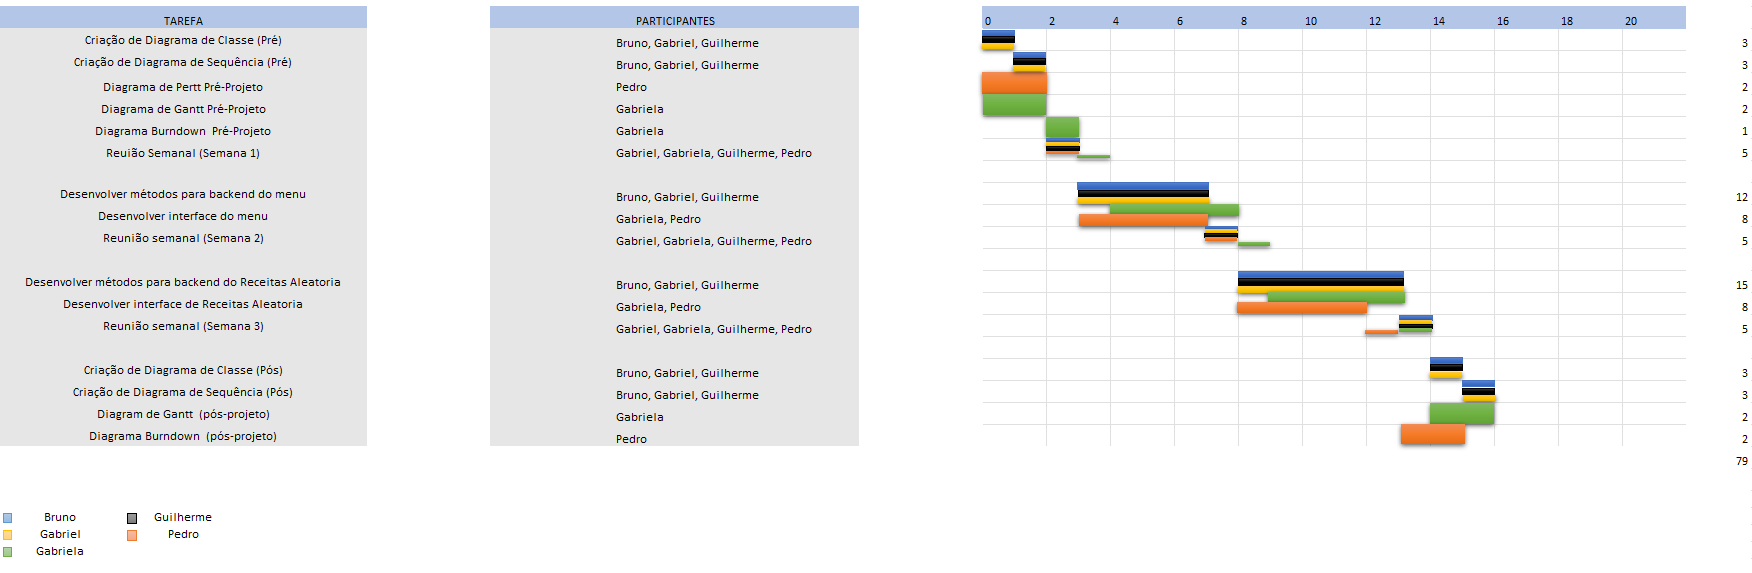 TAREFA PARTICIPANTES 0 2 4 6 8 10 12 14 16 18 20
Criação de Diagrama de Classe (Pré) Bruno, Gabriel, Guilherme 3
Criação de Diagrama de Sequência (Pré) Bruno, Gabriel, Guilherme 3
Diagrama de Pertt Pré-Projeto Pedro 2
Diagrama de Gantt Pré-Projeto Gabriela 2
Diagrama Burndown Pré-Projeto Gabriela 1
Reuião Semanal (Semana 1) Gabriel, Gabriela, Guilherme, Pedro 5
Desenvolver métodos para backend do menu Bruno, Gabriel, Guilherme 12
Desenvolver interface do menu Gabriela, Pedro 8
Reunião semanal (Semana 2) Gabriel, Gabriela, Guilherme, Pedro 5
Desenvolver métodos para backend do Receitas Aleatoria Bruno, Gabriel, Guilherme 15
Desenvolver interface de Receitas Aleatoria Gabriela, Pedro 8
Reunião semanal (Semana 3) Gabriel, Gabriela, Guilherme, Pedro 5
Criação de Diagrama de Classe (Pós) Bruno, Gabriel, Guilherme 3
Criação de Diagrama de Sequência (Pós) Bruno, Gabriel, Guilherme 3
Diagram de Gantt (pós-projeto) Gabriela 2
Diagrama Burndown (pós-projeto) Pedro 2
79
Bruno Guilherme
Gabriel Pedro
Gabriela